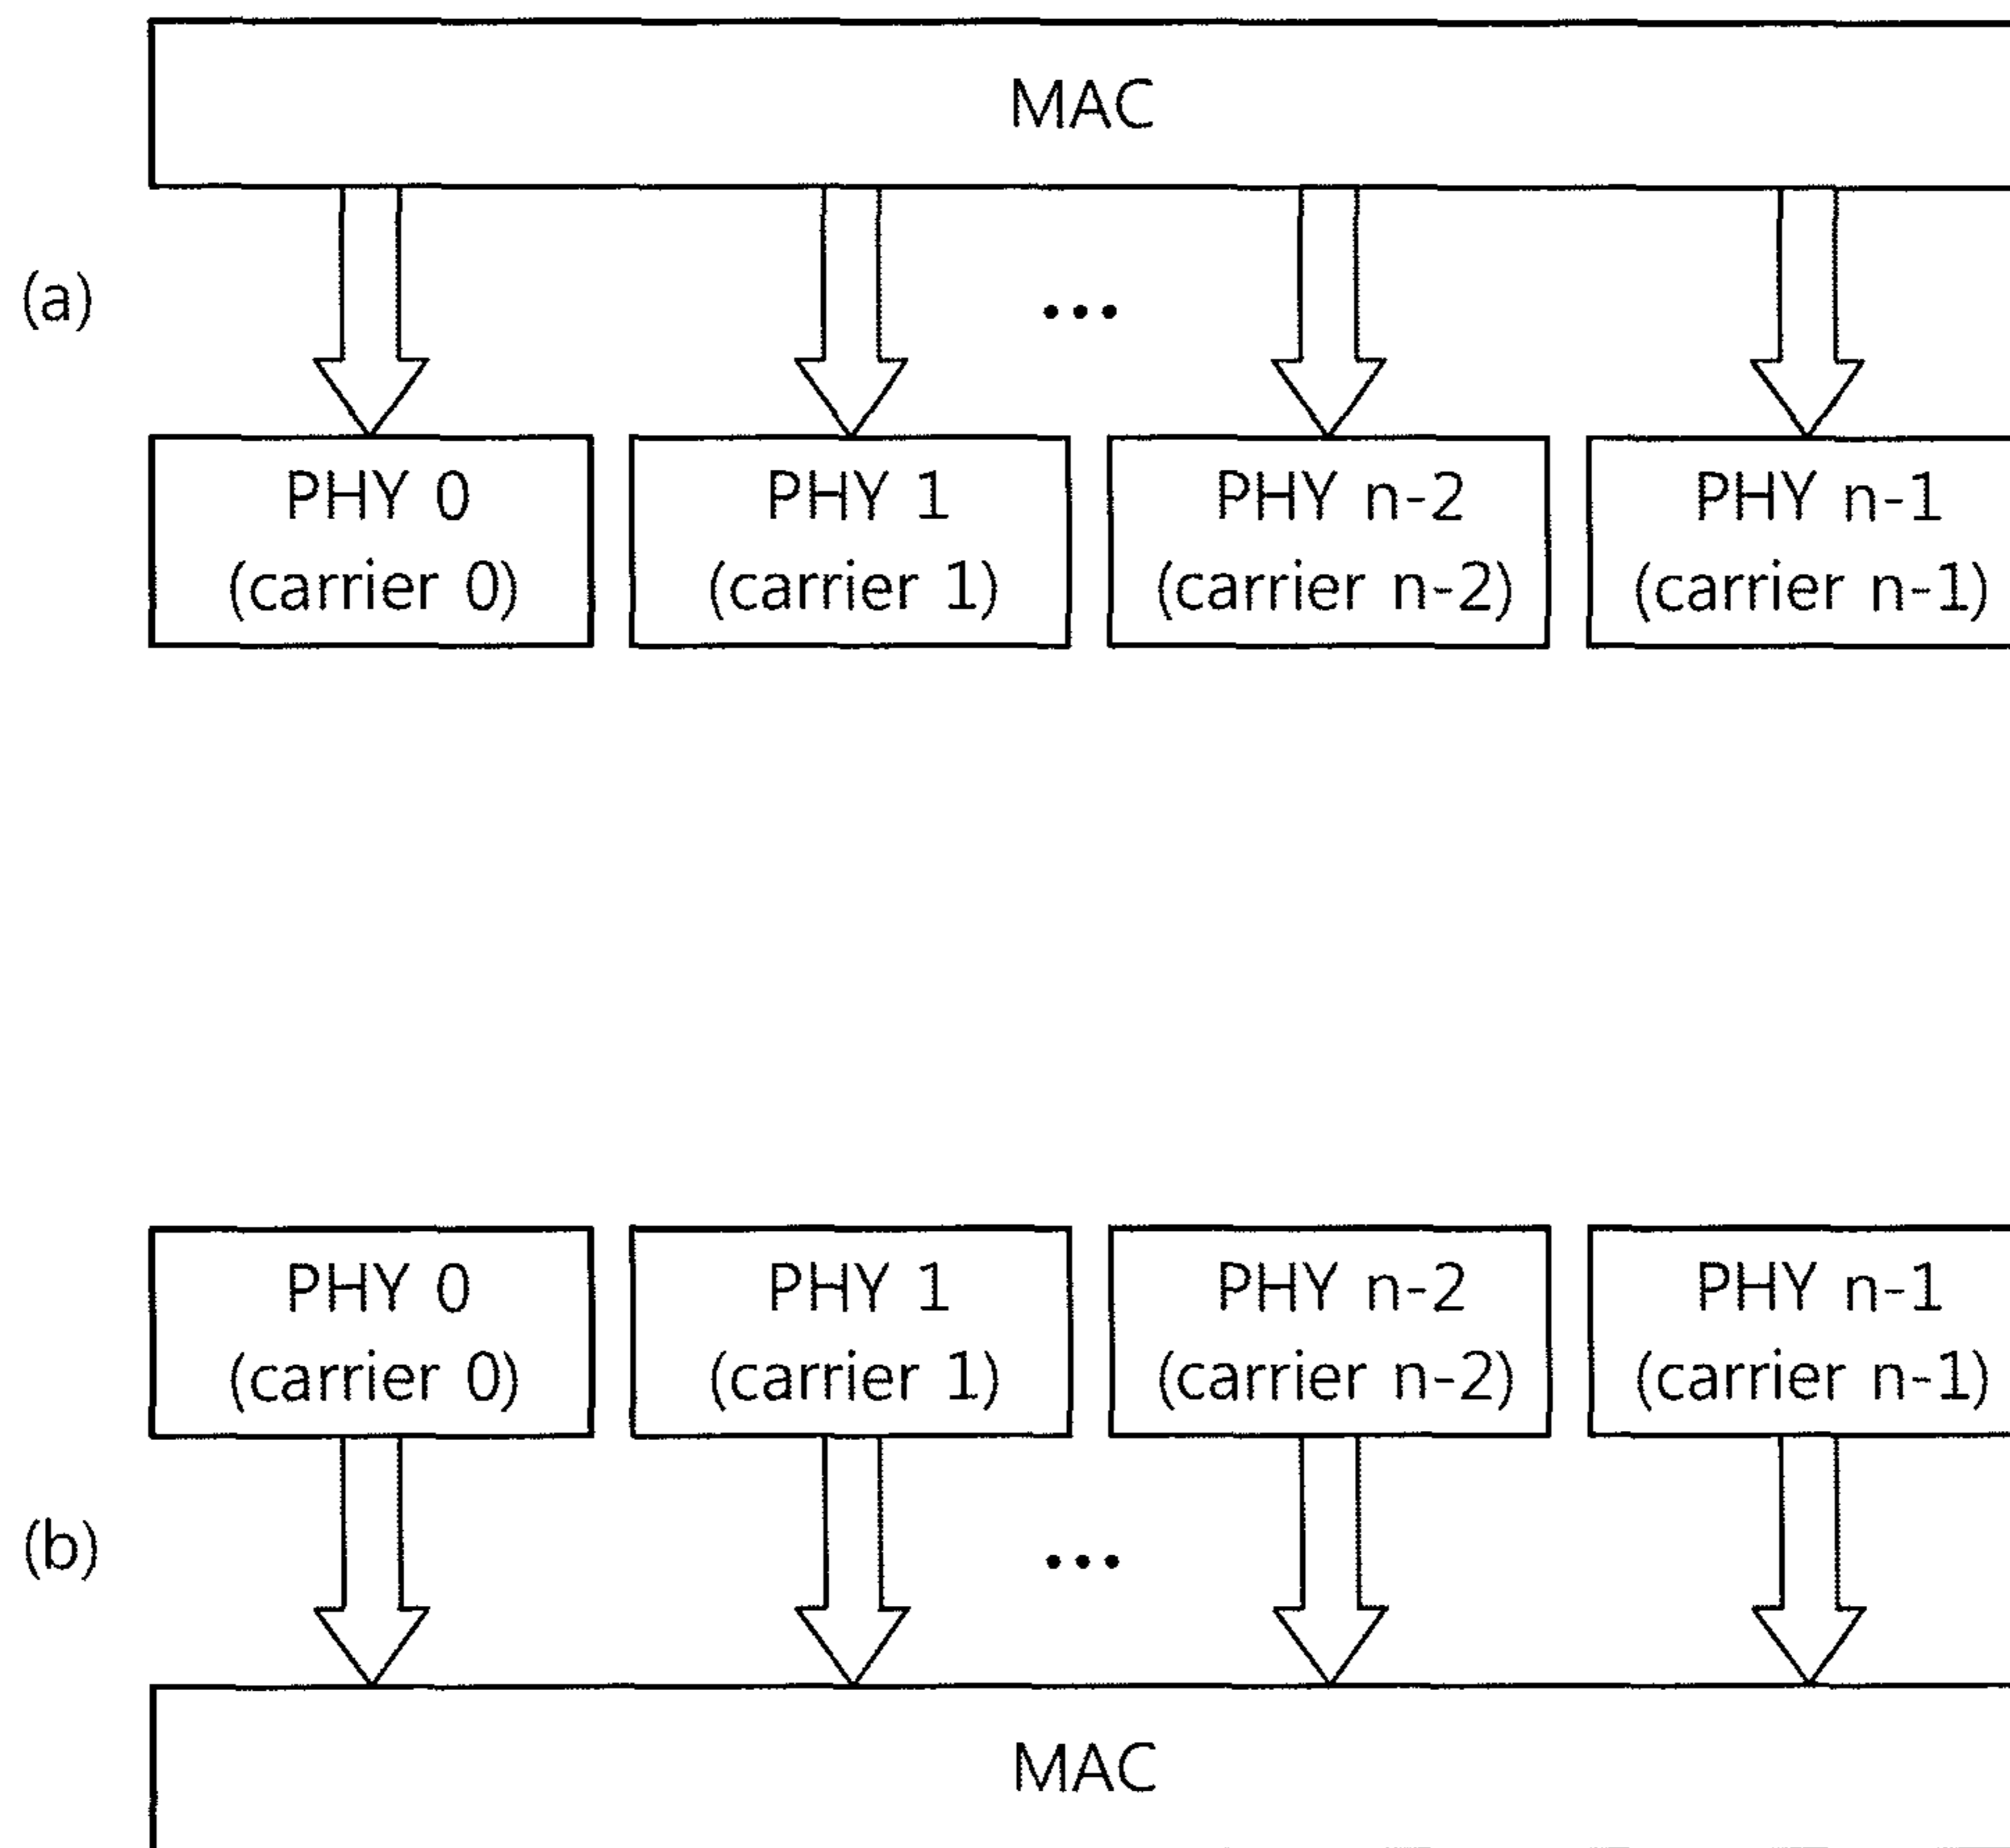 MAC
(a)
...
PHY 0
(carrier 0)
PHY 1
(carrier 1)
PHY n-2
(carrier n-2)
PHY n-1
(carrier n-1)
PHY 0
(carrier 0)
PHY 1
(carrier 1)
PHY n-2
(carrier n-2)
PHY n-1
(carrier n-1)
(b)
...
MAC